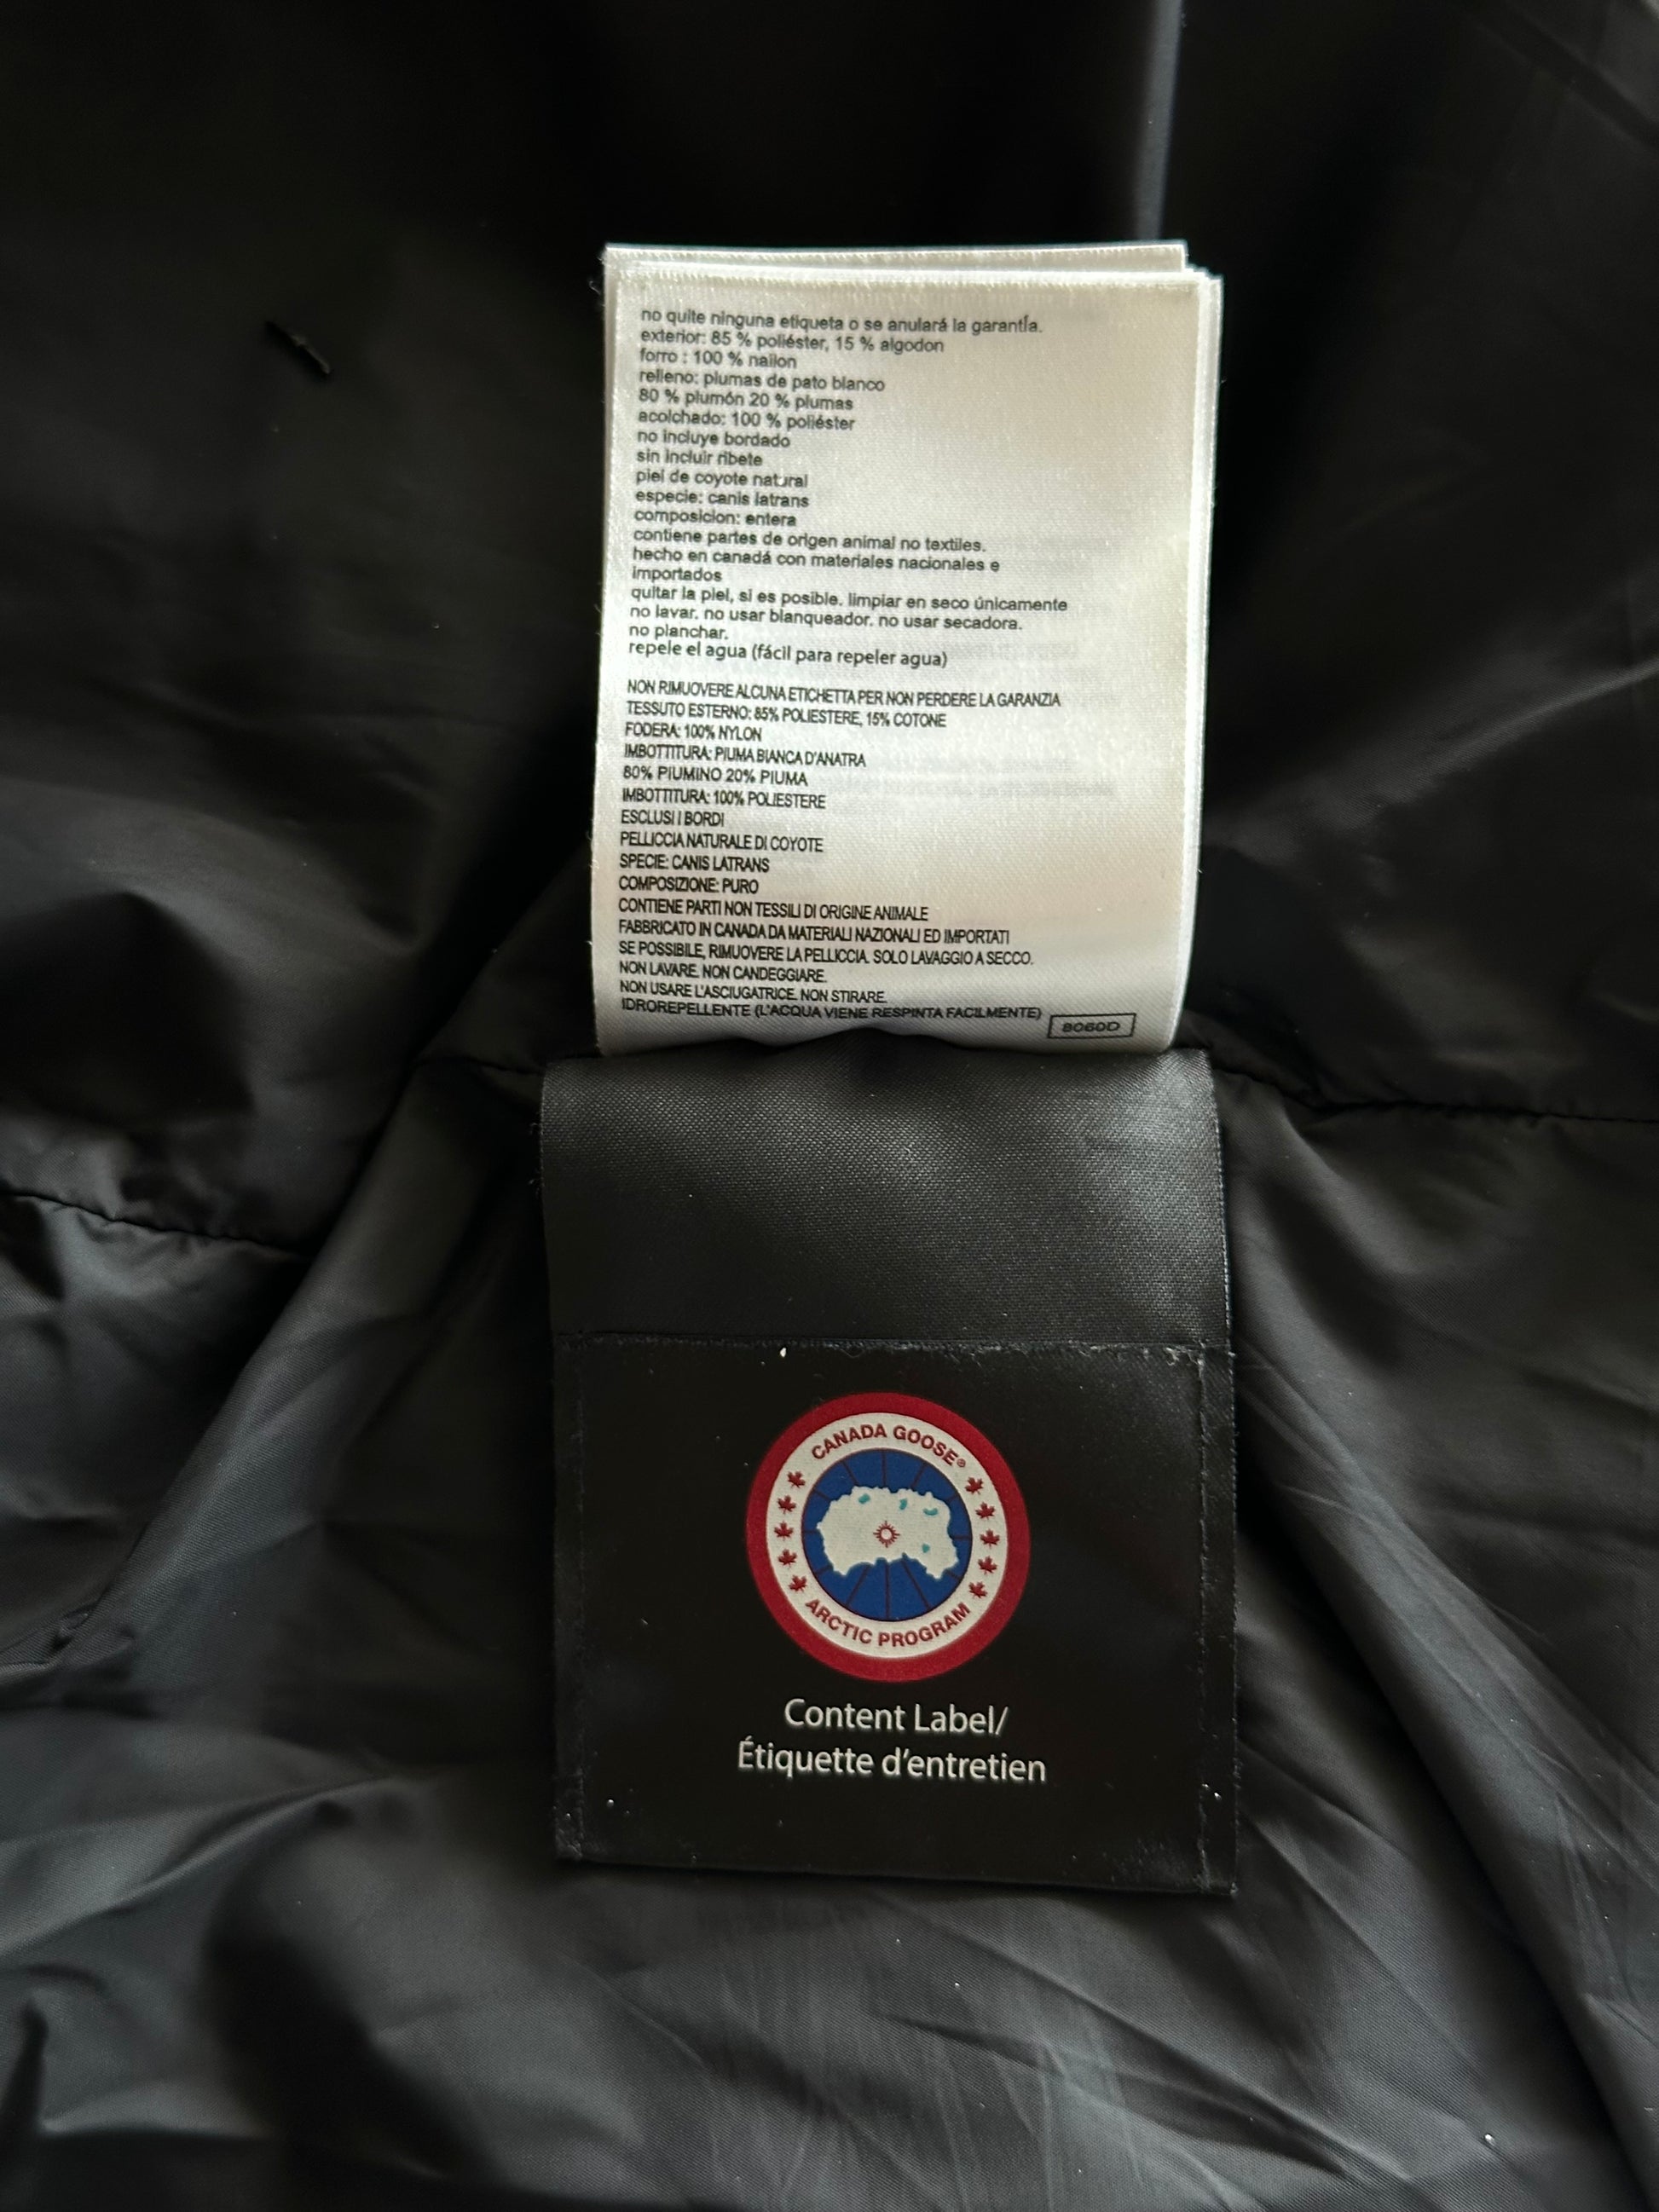 no quite ninguna etiqueta o se anulará la garantía.
exterior: 85 % poliéster, 15 % algodon
forro : 100 % nailon
relleno: plumas de pato blanco
80 % plumón 20 % plumas
acolchado: 100 % poliéster
no incluye bordado
sin incluir ribete
piel de coyote natural
especie: canis latrans
composicion: entera
contiene partes de origen animal no textiles.
hecho en canadá con materiales nacionales e
importados
quitar la piel, si es posible. limpiar en seco únicamente
no lavar. no usar blanqueador. no usar secadora.
no planchar.
repele el agua (fácil para repeler agua)
NON RIMUOVERE ALCUNA ETICHETTA PER NON PERDERE LA GARANZIA
TESSUTO ESTERNO: 85% POLIESTERE, 15% COTONE
FODERA: 100% NYLON
IMBOTTITURA: PIUMA BIANCA D'ANATRA
80% PIUMINO 20% PIUMA
IMBOTTITURA: 100% POLIESTERE
ESCLUSI I BORDI
PELLICCIA NATURALE DI COYOTE
SPECIE: CANIS LATRANS
COMPOSIZIONE: PURO
CONTIENE PARTI NON TESSILI DI ORIGINE ANIMALE
FABBRICATO IN CANADA DA MATERIALI NAZIONALI ED IMPORTATI
SE POSSIBILE, RIMUOVERE LA PELLICCIA. SOLO LAVAGGIO A SECCO.
NON LAVARE. NON CANDEGGIARE.
NON USARE L'ASCIUGATRICE. NON STIRARE.
IDROREPELLENTE (L'ACQUA VIENE RESPINTA FACILMENTE)
8060D
CANADA GOOSE®
ARCTIC PROGRAM
Content Label/
Étiquette d'entretien